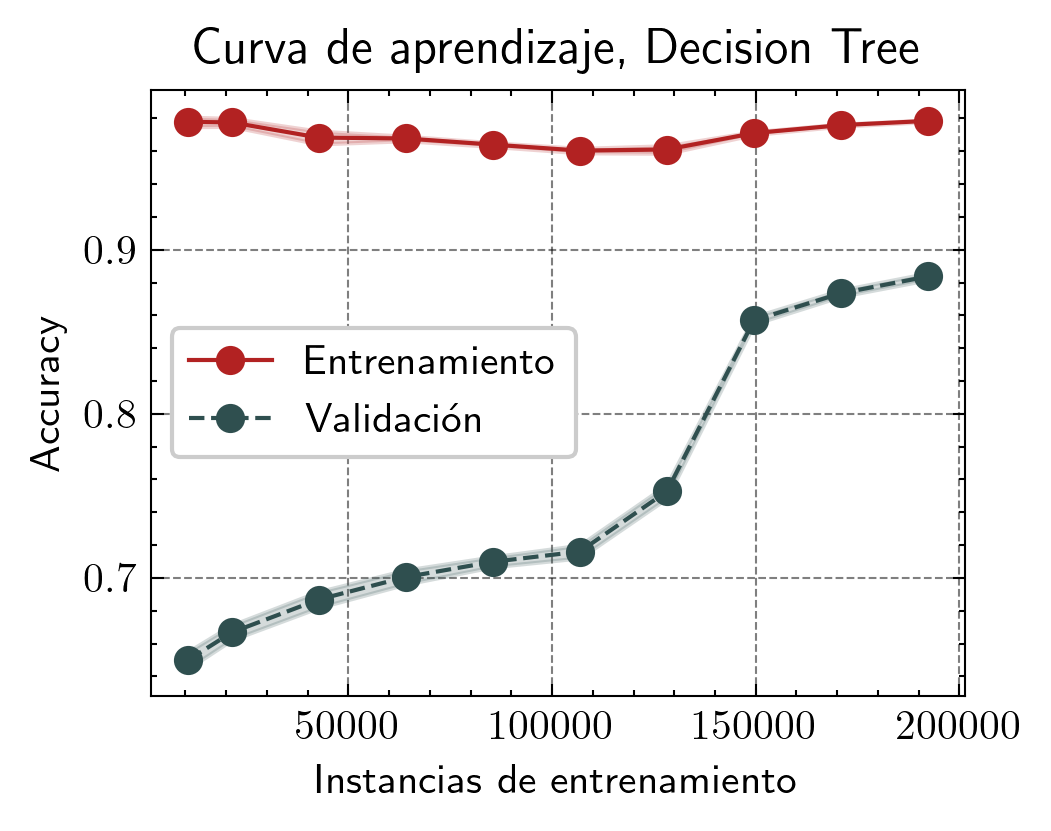 Curva de aprendizaje, Decision Tree
Accuracy
0.9
0.8
0.7
Entrenamiento
Validación
50000
100000
150000
200000
Instancias de entrenamiento